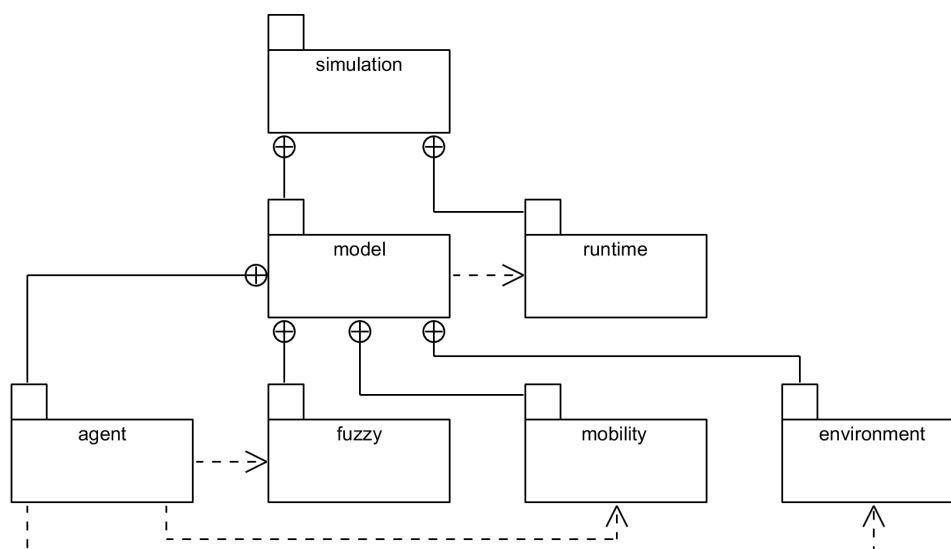 simulation
model
runtime
agent
fuzzy
mobility
environment